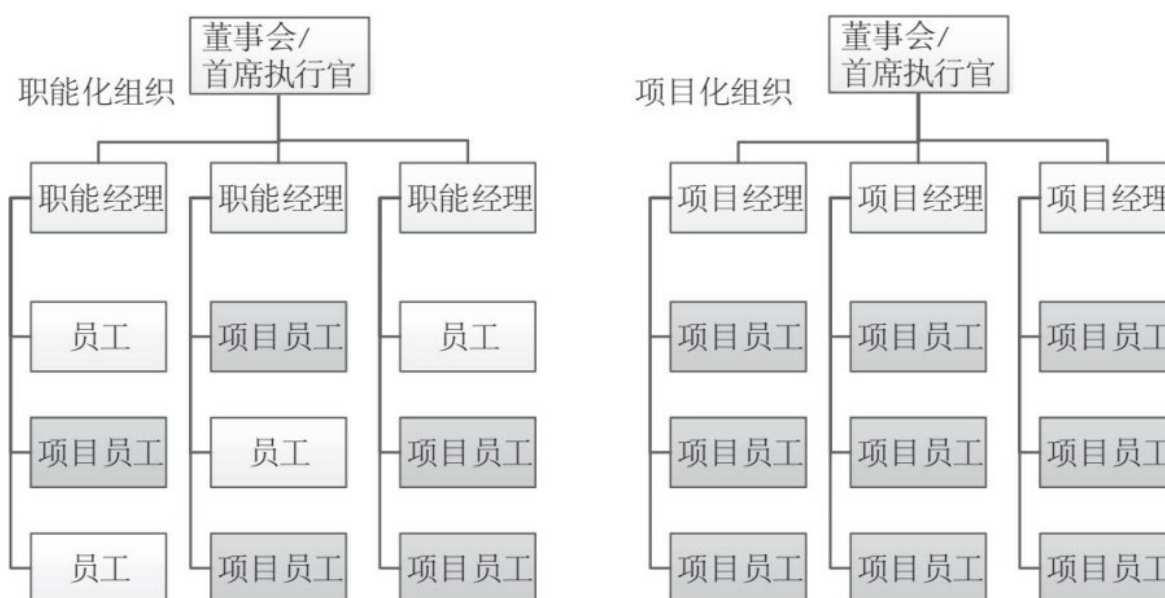 董事会/
首席执行官
职能化组织
职能经理 职能经理 职能经理
员工 项目员工 员工
项目员工 员工 项目员工
员工 项目员工 项目员工
董事会/
首席执行官
项目化组织
项目经理 项目经理 项目经理
项目员工 项目员工 项目员工
项目员工 项目员工 项目员工
项目员工 项目员工 项目员工